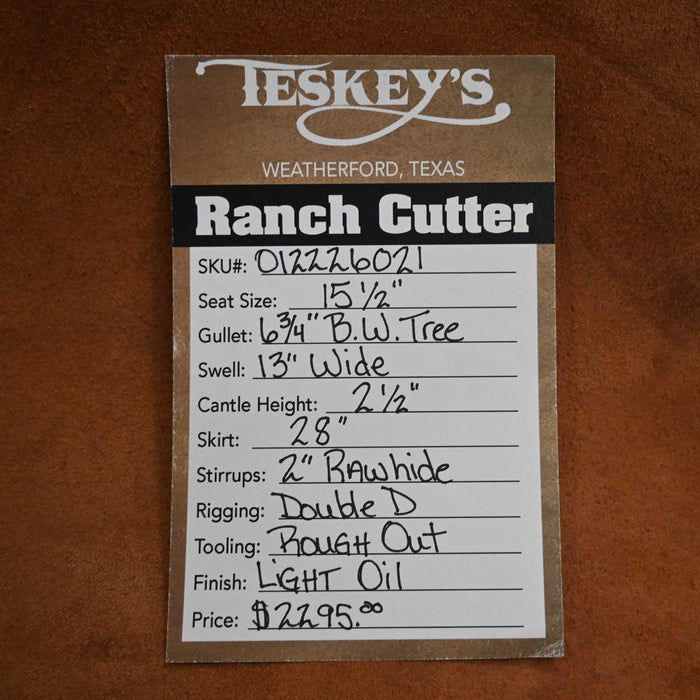 TESKEY'S
WEATHERFORD, TEXAS
Ranch Cutter
SKU#: 012226021
Seat Size: 15 1/2"
Gullet: 6 3/4" B.W. Tree
Swell: 13" Wide
Cantle Height: 2 1/2"
Skirt: 28"
Stirrups: 2" RAwhide
Rigging: Double D
Tooling: ROUGH Out
Finish: LiGHT Oil
Price: $2295.00